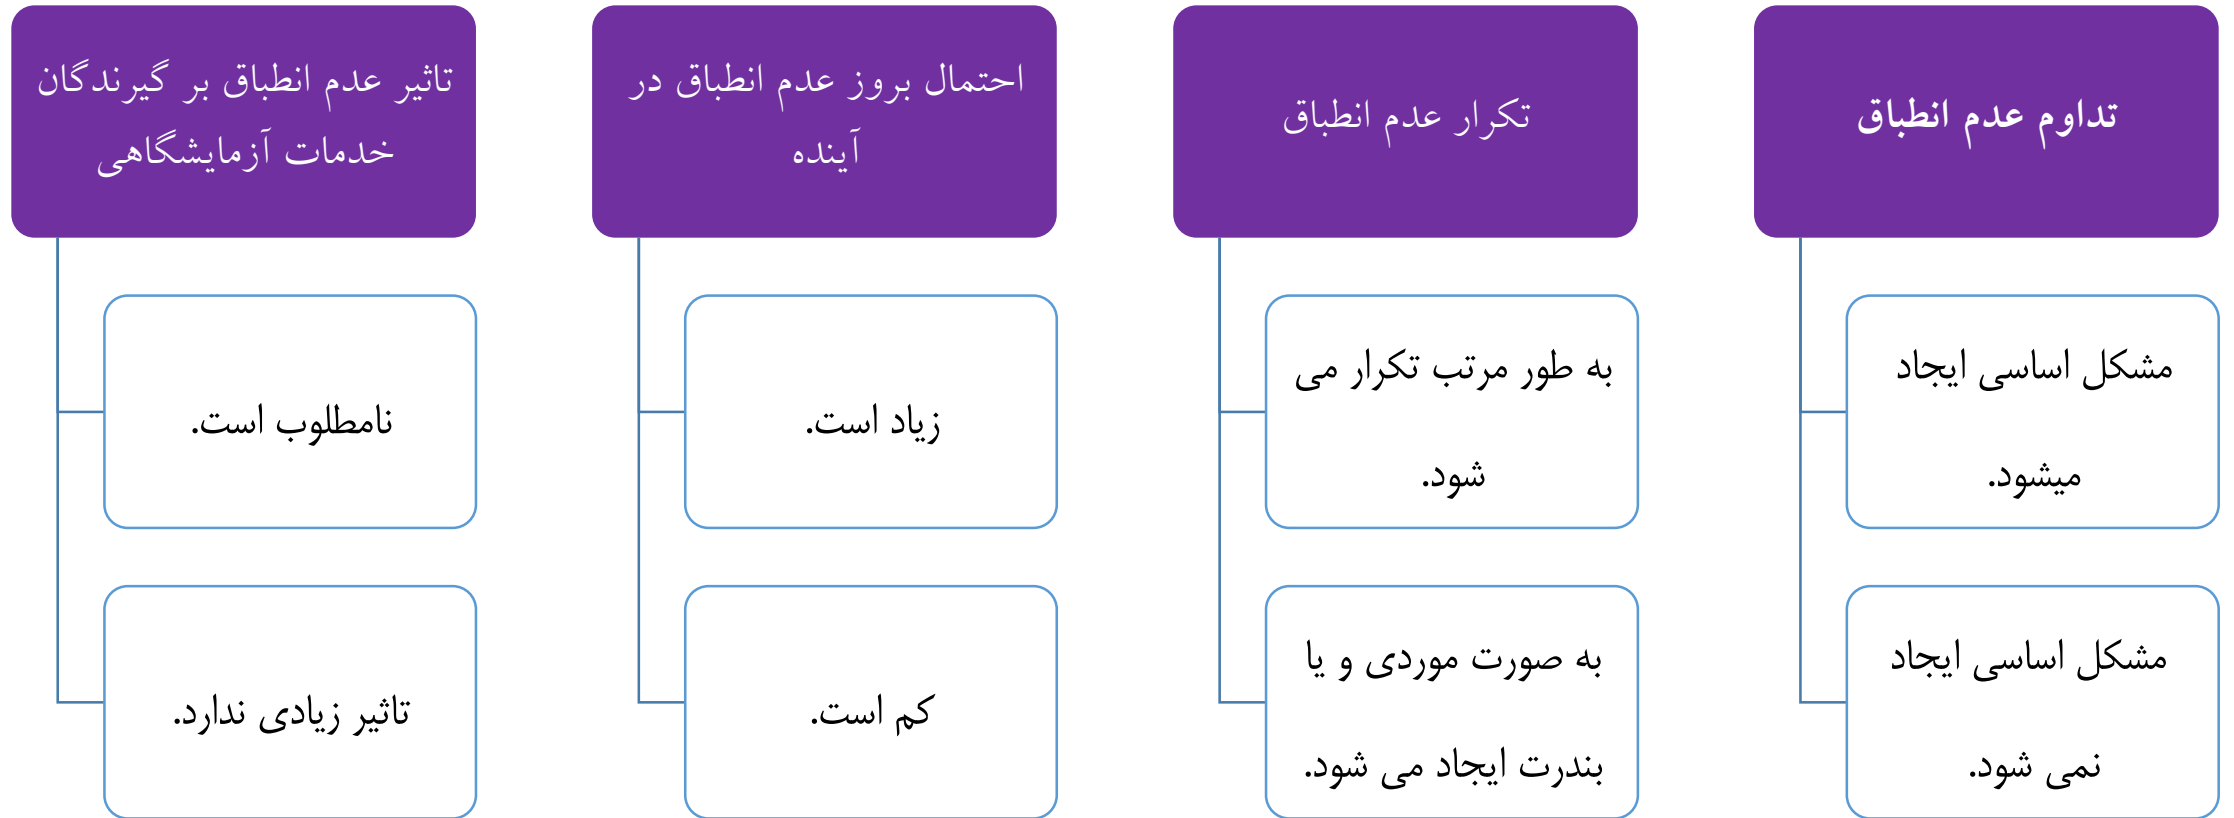 تداوم عدم انطباق
مشکل اساسی ایجاد
میشود.
مشکل اساسی ایجاد
نمی شود.
تکرار عدم انطباق
به طور مرتب تکرار می
شود.
به صورت موردی و یا
بندرت ایجاد می شود.
احتمال بروز عدم انطباق در
آینده
زیاد است.
کم است.
تاثیر عدم انطباق بر گیرندگان
خدمات آزمایشگاهی
نامطلوب است.
تاثیر زیادی ندارد.